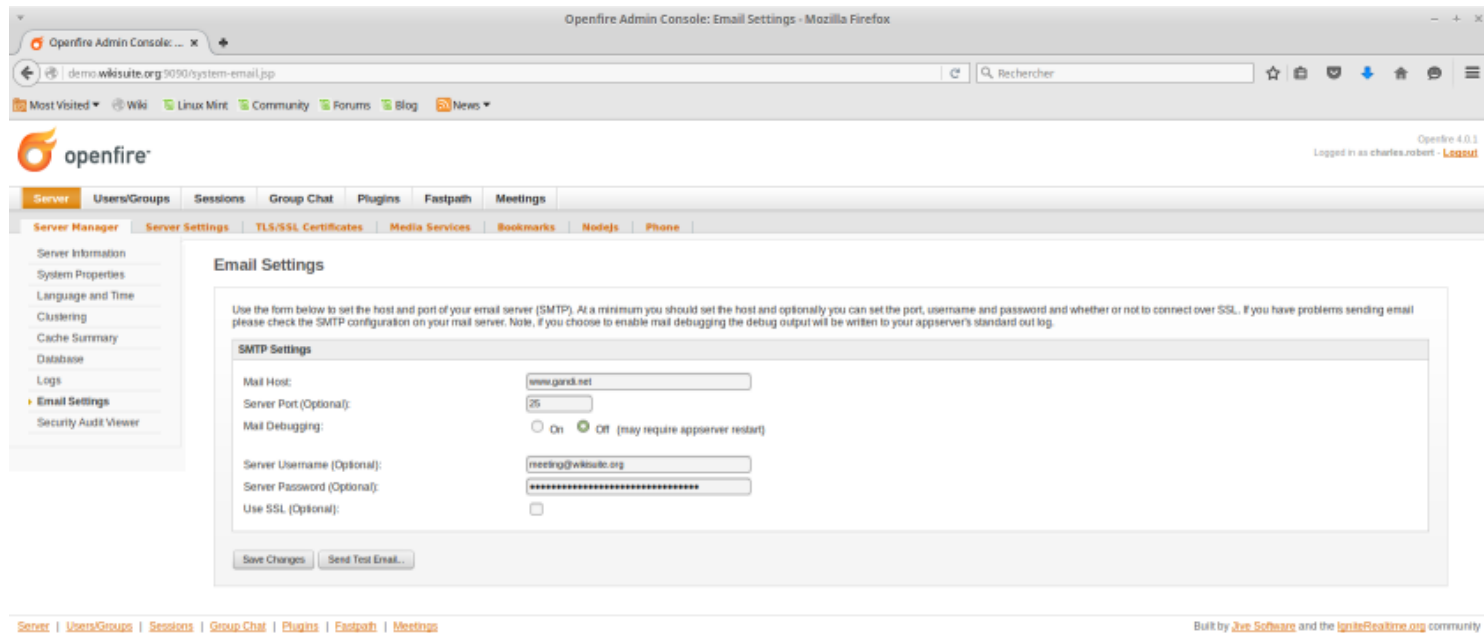 Openfire Admin Console: Email Settings - Mozilla Firefox
Openfire Admin Console: ...
demo.wikisuite.org:9090/system-email.jsp
Rechercher
Most Visited Wiki Linux Mint Community Forums Blog News
openfire
Openfire 4.0.1
Logged in as charles.robert - Logout
Server Users/Groups Sessions Group Chat Plugins Fastpath Meetings
Server Manager Server Settings TLS/SSL Certificates Media Services Bookmarks Nodejs Phone
Server Information
System Properties
Language and Time
Clustering
Cache Summary
Database
Logs
Email Settings
Security Audit Viewer
Email Settings
Use the form below to set the host and port of your email server (SMTP). At a minimum you should set the host and optionally you can set the port, username and password and whether or not to connect over SSL. If you have problems sending email
please check the SMTP configuration on your mail server. Note, if you choose to enable mail debugging the debug output will be written to your appserver's standard out log.
SMTP Settings
Mail Host: www.gandi.net
Server Port (Optional): 25
Mail Debugging: On Off (may require appserver restart)
Server Username (Optional): meeting@wikisuite.org
Server Password (Optional):
Use SSL (Optional):
Save Changes Send Test Email...
Server | Users/Groups | Sessions | Group Chat | Plugins | Fastpath | Meetings
Built by Jive Software and the IgniteRealtime.org community